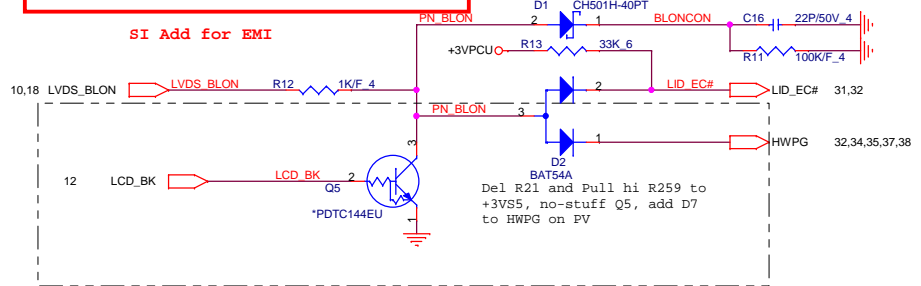 D1
CH501H-40PT
PN_BLON
2
1
BLONCON
C16
22P/50V_4
SI Add for EMI
+3VPCU
R13
33K_6
R11
100K/F_4
10,18
LVDS_BLON
LVDS_BLON
R12
1K/F_4
2
LID_EC#
LID_EC#
31,32
PN_BLON
3
3
1
HWPG
32,34,35,37,38
D2
BAT54A
12
LCD_BK
LCD_BK
2
Q5
*PDTC144EU
1
Del R21 and Pull hi R259 to
+3VS5, no-stuff Q5, add D7
to HWPG on PV